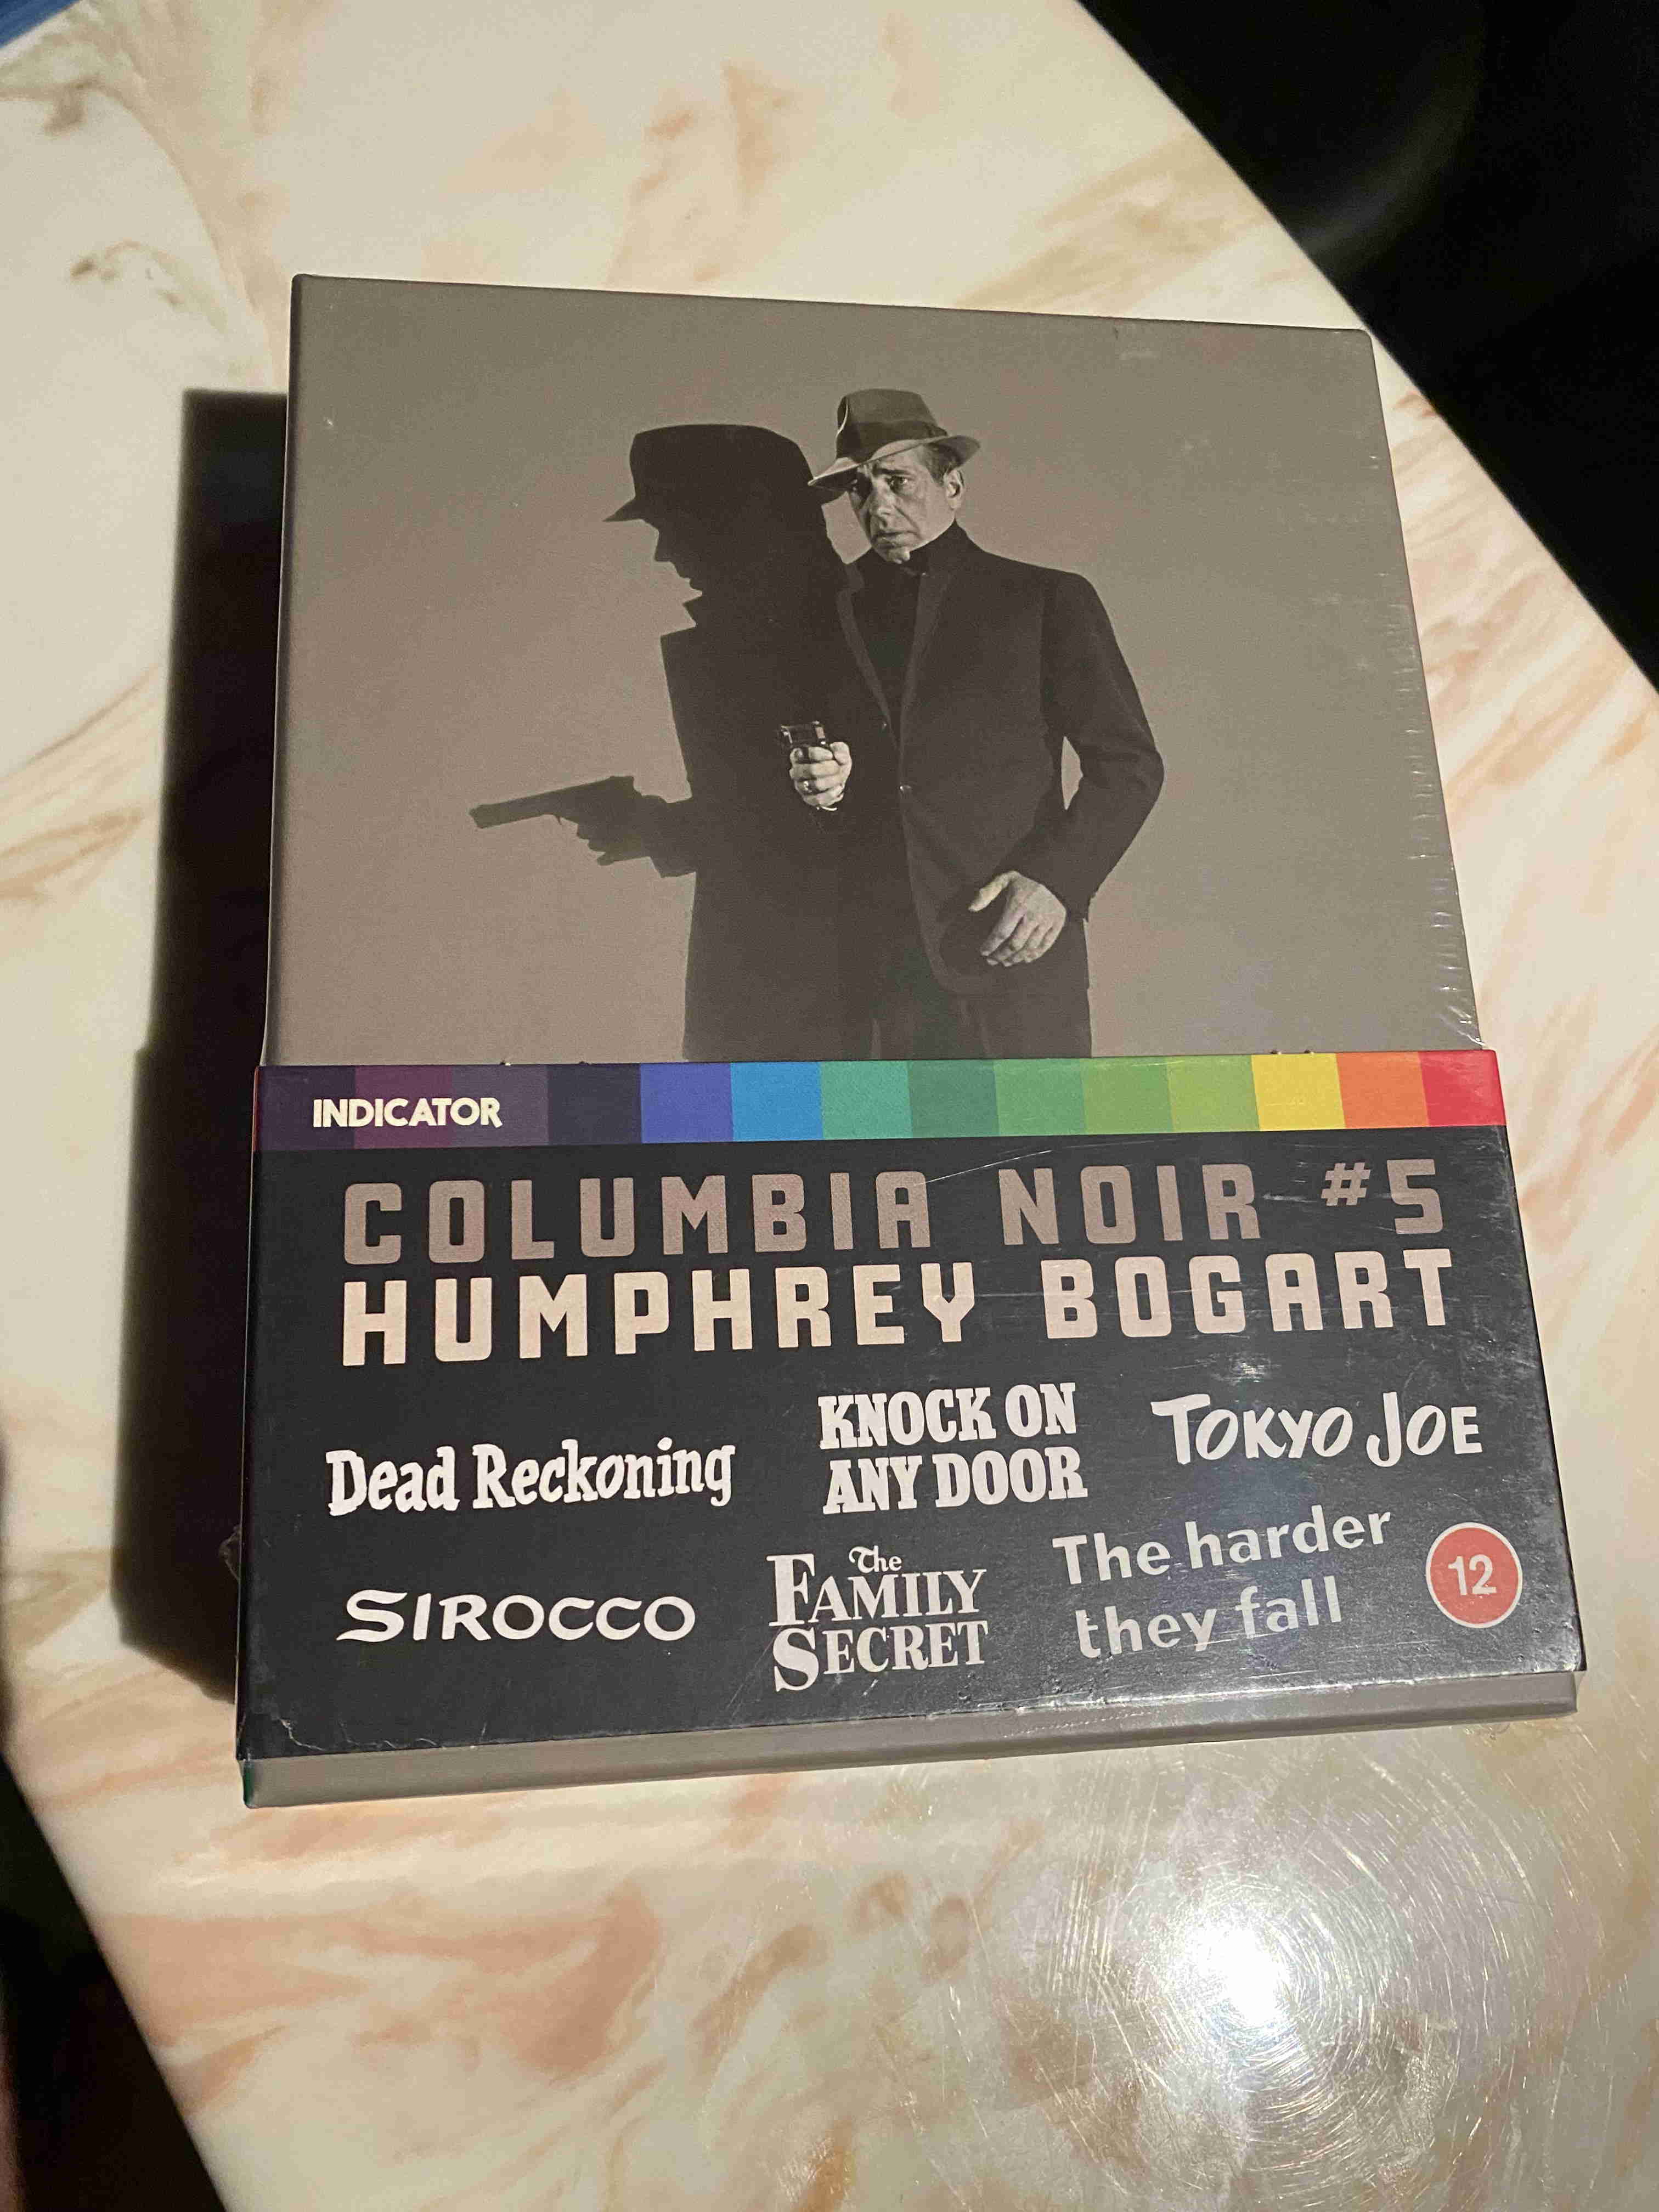 INDICATOR
COLUMBIA NOIR #5
HUMPHREY BOGART
Dead Reckoning
KNOCK ON
ANY DOOR
TOKYO JOE
SIROCCO
The
FAMILY
SECRET
The harder
they fall
12